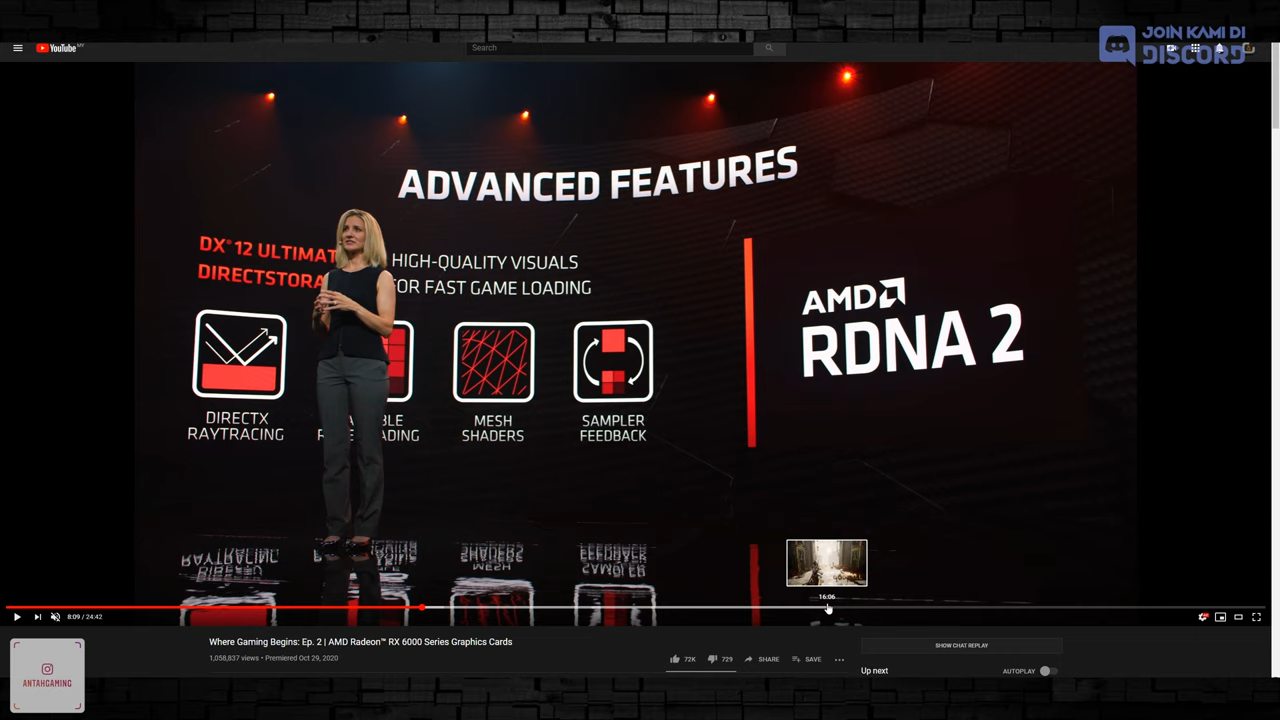 JOIN KAMI DI
DISCORD
YouTube MY
Search
ADVANCED FEATURES
DX® 12 ULTIMAT HIGH-QUALITY VISUALS
DIRECTSTORA FOR FAST GAME LOADING
AMD
RDNA 2
DIRECTX
RAYTRACING
BLE
R ADING
MESH
SHADERS
SAMPLER
FEEDBACK
16:06
8:09 / 24:42
Where Gaming Begins: Ep. 2 | AMD Radeon™ RX 6000 Series Graphics Cards
1,058,837 views • Premiered Oct 29, 2020
72K
729
SHARE
SAVE
SHOW CHAT REPLAY
Up next
AUTOPLAY
ANTAHGAMING